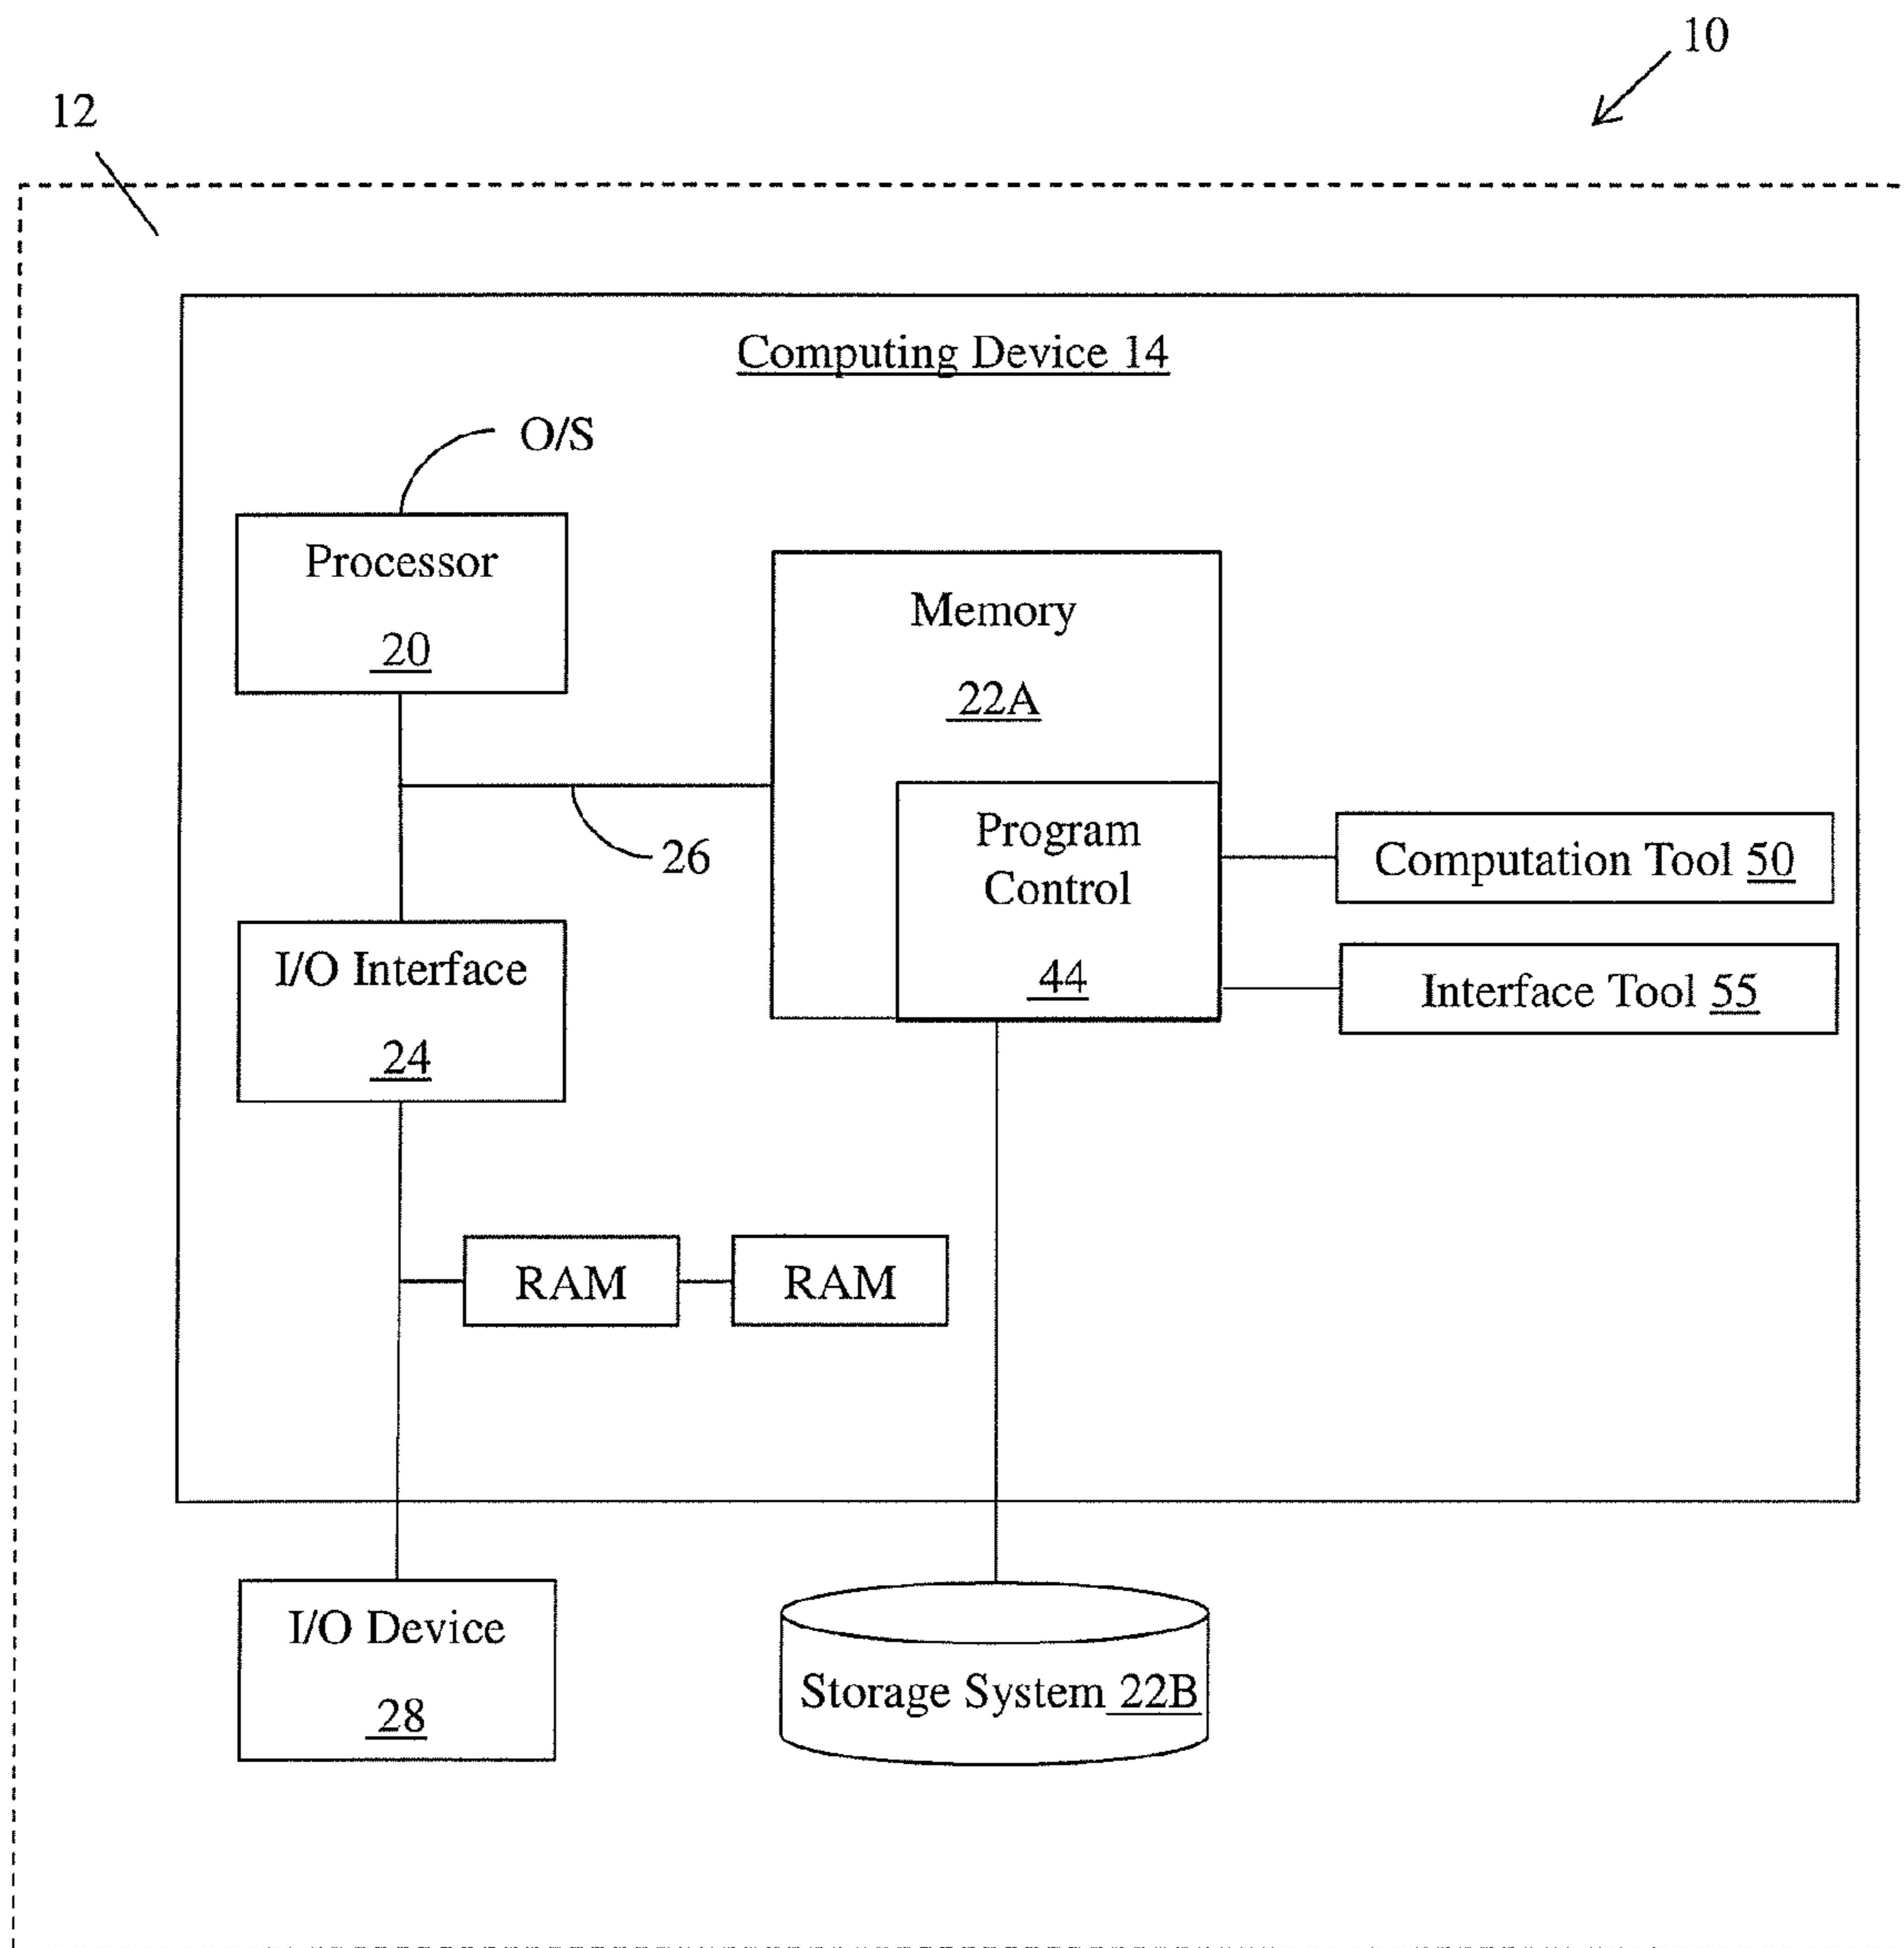 10
12
Computing Device 14
O/S
Processor
20
Memory
22A
26
Program
Control
44
Computation Tool 50
Interface Tool 55
I/O Interface
24
RAM
RAM
I/O Device
28
Storage System 22B